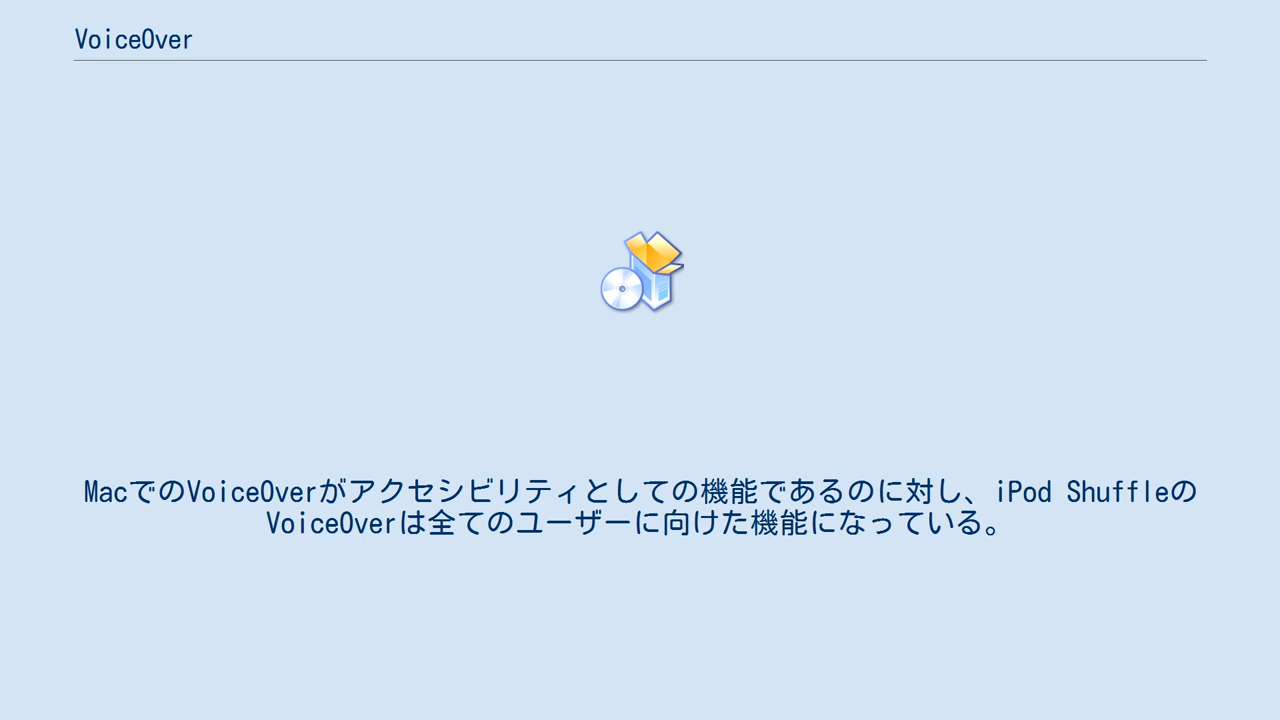 VoiceOver
MacでのVoiceOverがアクセシビリティとしての機能であるのに対し、iPod Shuffleの
VoiceOverは全てのユーザーに向けた機能になっている。